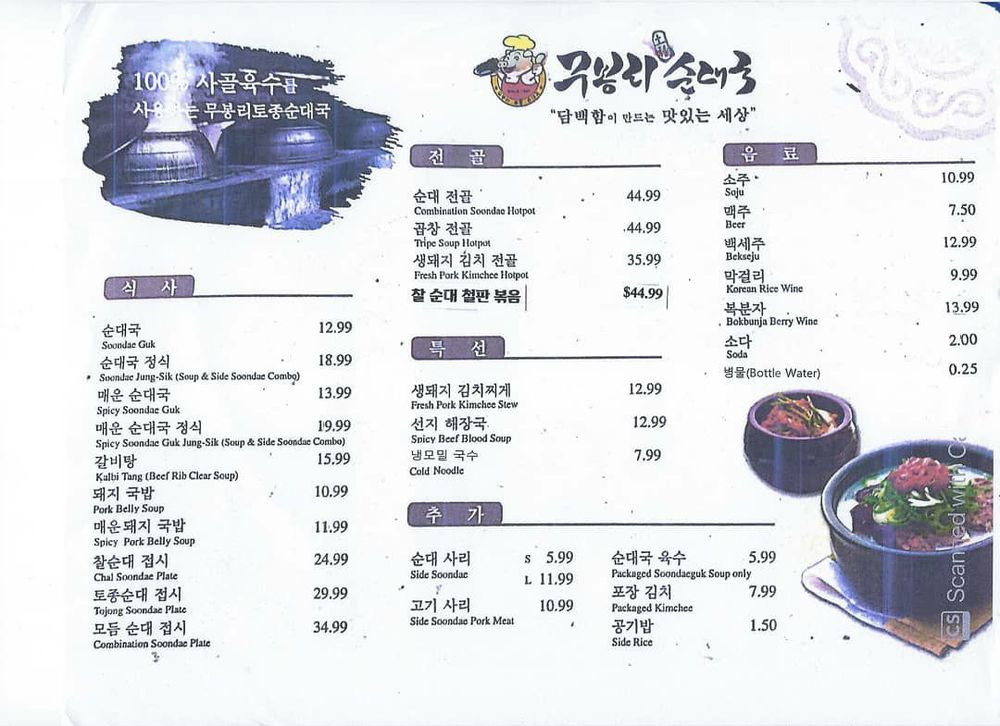 100% 사골육수를
사용하는 무봉리토종순대국
무봉리 순대국
"담백함이 만드는 맛있는 세상"
식 사
순대국 12.99
Soondae Guk
순대국 정식 18.99
Soondae Jung-Sik (Soup & Side Soondae Combo)
매운 순대국 13.99
Spicy Soondae Guk
매운 순대국 정식 19.99
Spicy Soondae Guk Jung-Sik (Soup & Side Soondae Combo)
갈비탕 15.99
Kalbi Tang (Beef Rib Clear Soup)
돼지 국밥 10.99
Pork Belly Soup
매운돼지 국밥 11.99
Spicy Pork Belly Soup
찰순대 접시 24.99
Chal Soondae Plate
토종순대 접시 29.99
Tojong Soondae Plate
모듬 순대 접시 34.99
Combination Soondae Plate
전 골
순대 전골 44.99
Combination Soondae Hotpot
곱창 전골 44.99
Tripe Soup Hotpot
생돼지 김치 전골 35.99
Fresh Pork Kimchee Hotpot
찰 순대 철판 볶음 $44.99
특 선
생돼지 김치찌게 12.99
Fresh Pork Kimchee Stew
선지 해장국 12.99
Spicy Beef Blood Soup
냉모밀 국수 7.99
Cold Noodle
추 가
순대 사리 S 5.99
Side Soondae L 11.99
고기 사리 10.99
Side Soondae Pork Meat
순대국 육수 5.99
Packaged Soondaeguk Soup only
포장 김치 7.99
Packaged Kimchee
공기밥 1.50
Side Rice
음 료
소주 10.99
Soju
맥주 7.50
Beer
백세주 12.99
Bekseju
막걸리 9.99
Korean Rice Wine
복분자 13.99
Bokbunja Berry Wine
소다 2.00
Soda
병물(Bottle Water) 0.25
CS Scanned with